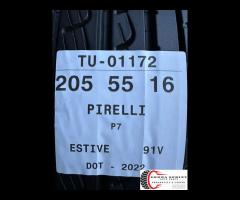 TU-01172
205 55 16
PIRELLI
P7
ESTIVE 91V
DOT - 2022